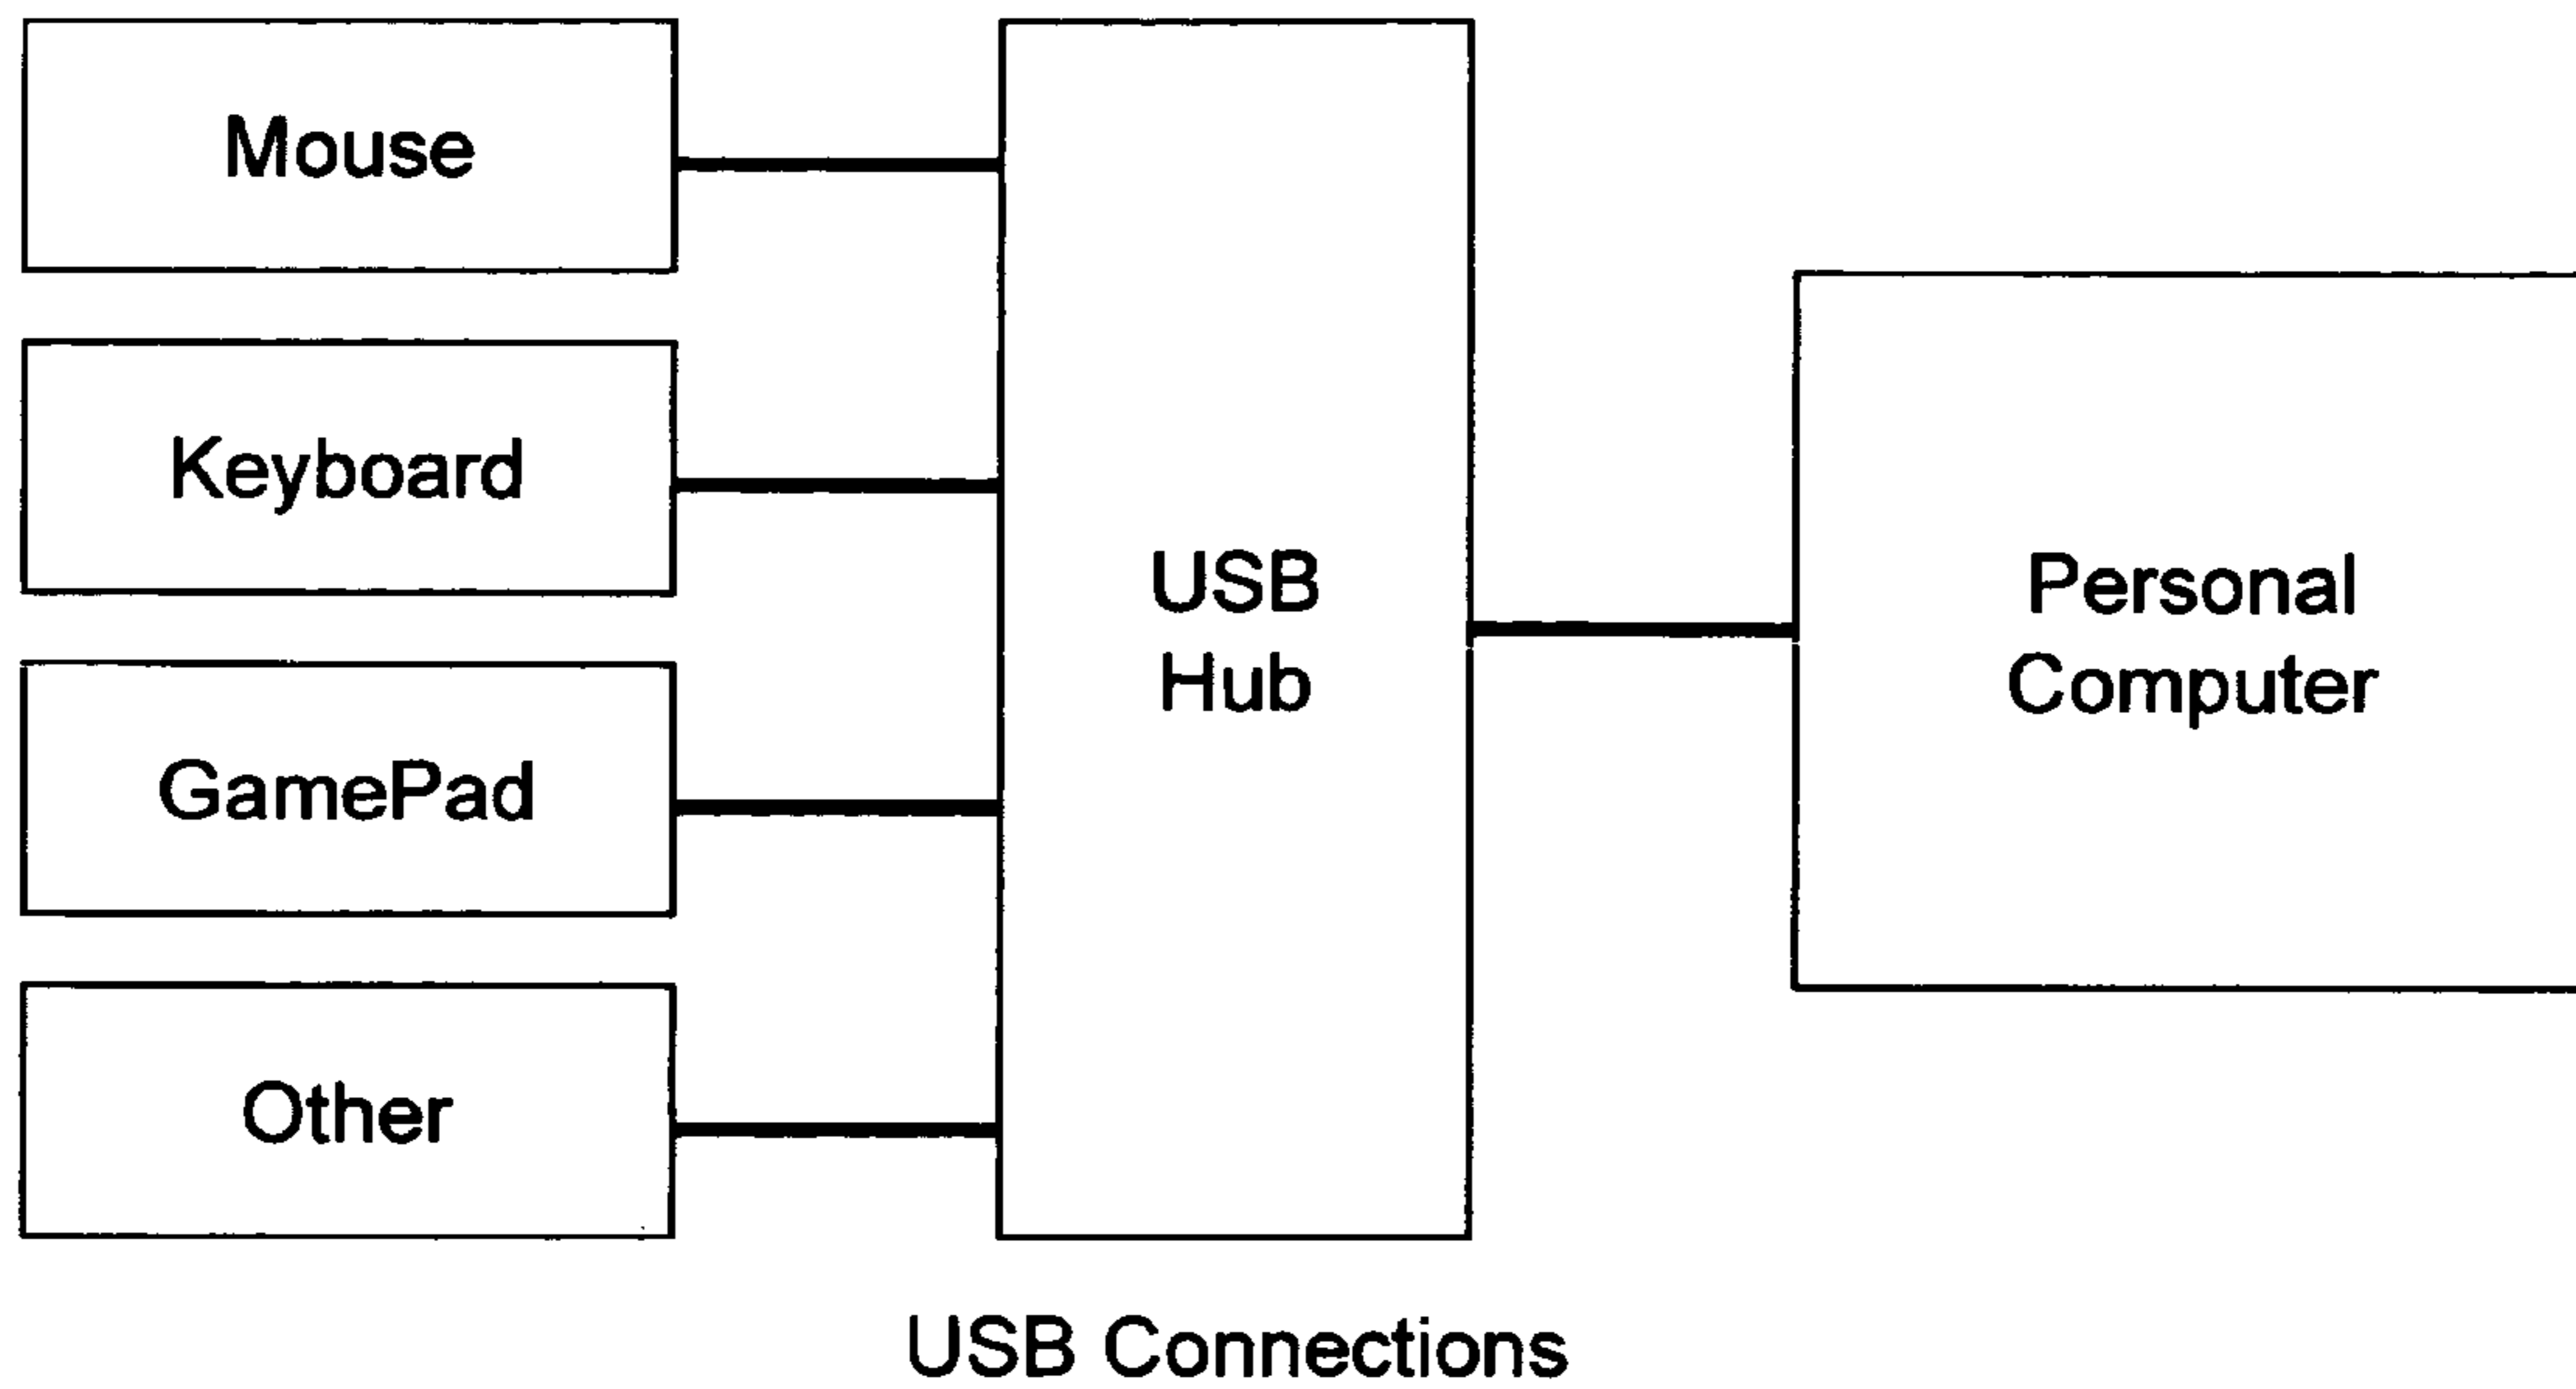 Mouse
Keyboard
GamePad
Other
USB
Hub
Personal
Computer
USB Connections